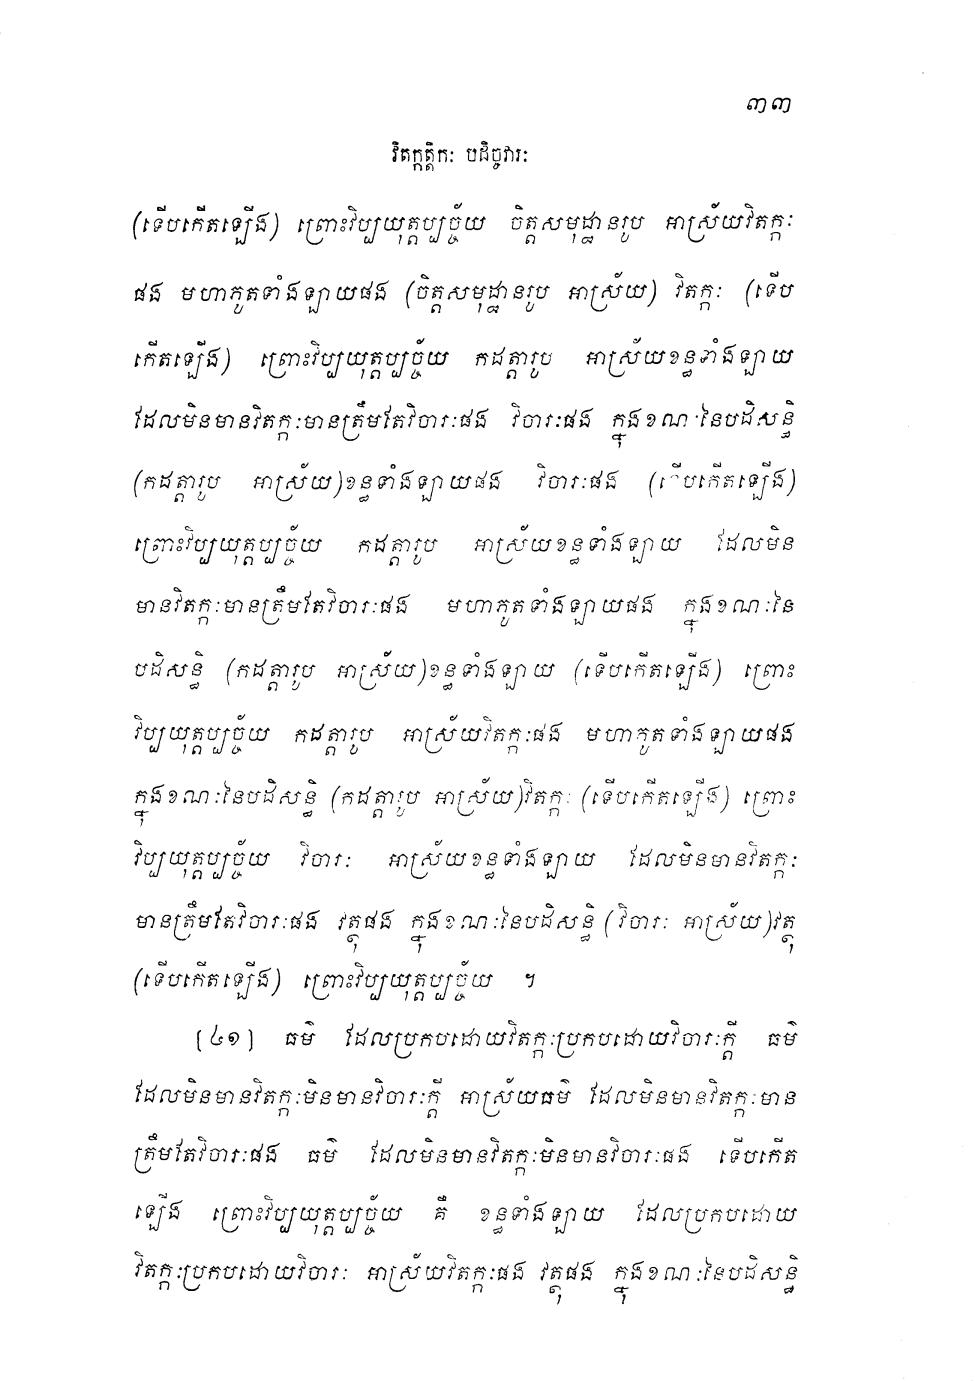 ៣៣
វិតក្កត្តិកៈ បដិច្ចវារៈ
(ទើបកើតឡើង) ព្រោះវិប្បយុត្តប្បច្ច័យ ចិត្តសមុដ្ឋានរូប អាស្រ័យវិតក្កៈ
ផង មហាភូតទាំងឡាយផង (ចិត្តសមុដ្ឋានរូប អាស្រ័យ) វិតក្កៈ (ទើប
កើតឡើង) ព្រោះវិប្បយុត្តប្បច្ច័យ កដត្តារូប អាស្រ័យខន្ធទាំងឡាយ
ដែលមិនមានវិតក្កៈមានត្រឹមតែវិចារៈផង វិចារៈផង ក្នុងខណៈនៃបដិសន្ធិ
(កដត្តារូប អាស្រ័យ)ខន្ធទាំងឡាយផង វិចារៈផង (ើបកើតឡើង)
ព្រោះវិប្បយុត្តប្បច្ច័យ កដត្តារូប អាស្រ័យខន្ធទាំងឡាយ ដែលមិន
មានវិតក្កៈមានត្រឹមតែវិចារៈផង មហាភូតទាំងឡាយផង ក្នុងខណៈនៃ
បដិសន្ធិ (កដត្តារូប អាស្រ័យ)ខន្ធទាំងឡាយ (ទើបកើតឡើង) ព្រោះ
វិប្បយុត្តប្បច្ច័យ កដត្តារូប អាស្រ័យវិតក្កៈផង មហាភូតទាំងឡាយផង
ក្នុងខណៈនៃបដិសន្ធិ (កដត្តារូប អាស្រ័យ)វិតក្កៈ (ទើបកើតឡើង) ព្រោះ
វិប្បយុត្តប្បច្ច័យ វិចារៈ អាស្រ័យខន្ធទាំងឡាយ ដែលមិនមានវិតក្កៈ
មានត្រឹមតែវិចារៈផង វត្ថុផង ក្នុងខណៈនៃបដិសន្ធិ (វិចារៈ អាស្រ័យ)វត្ថុ
(ទើបកើតឡើង) ព្រោះវិប្បយុត្តប្បច្ច័យ ។
[៤១] ធម៌ ដែលប្រកបដោយវិតក្កៈប្រកបដោយវិចារៈក្តី ធម៌
ដែលមិនមានវិតក្កៈមិនមានវិចារៈក្តី អាស្រ័យធម៌ ដែលមិនមានវិតក្កៈមាន
ត្រឹមតែវិចារៈផង ធម៌ ដែលមិនមានវិតក្កៈមិនមានវិចារៈផង ទើបកើត
ឡើង ព្រោះវិប្បយុត្តប្បច្ច័យ គឺ ខន្ធទាំងឡាយ ដែលប្រកបដោយ
វិតក្កៈប្រកបដោយវិចារៈ អាស្រ័យវិតក្កៈផង វត្ថុផង ក្នុងខណៈនៃបដិសន្ធិ